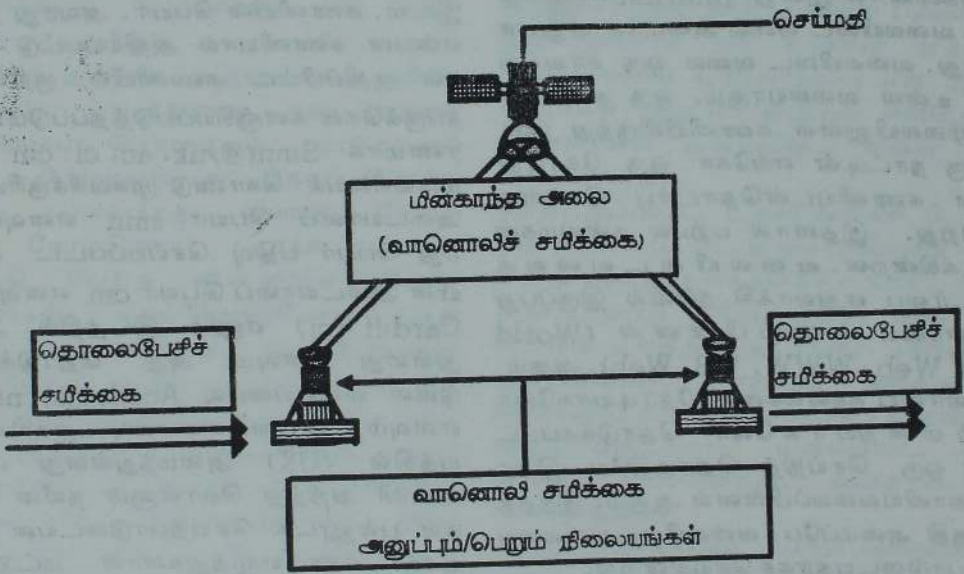 செய்மதி
மின்காந்த அலை
(வானொலிச் சமிக்கை)
தொலைபேசிச்
சமிக்கை
தொலைபேசிச்
சமிக்கை
வானொலி சமிக்கை
அனுப்பும்/பெறும் நிலையங்கள்